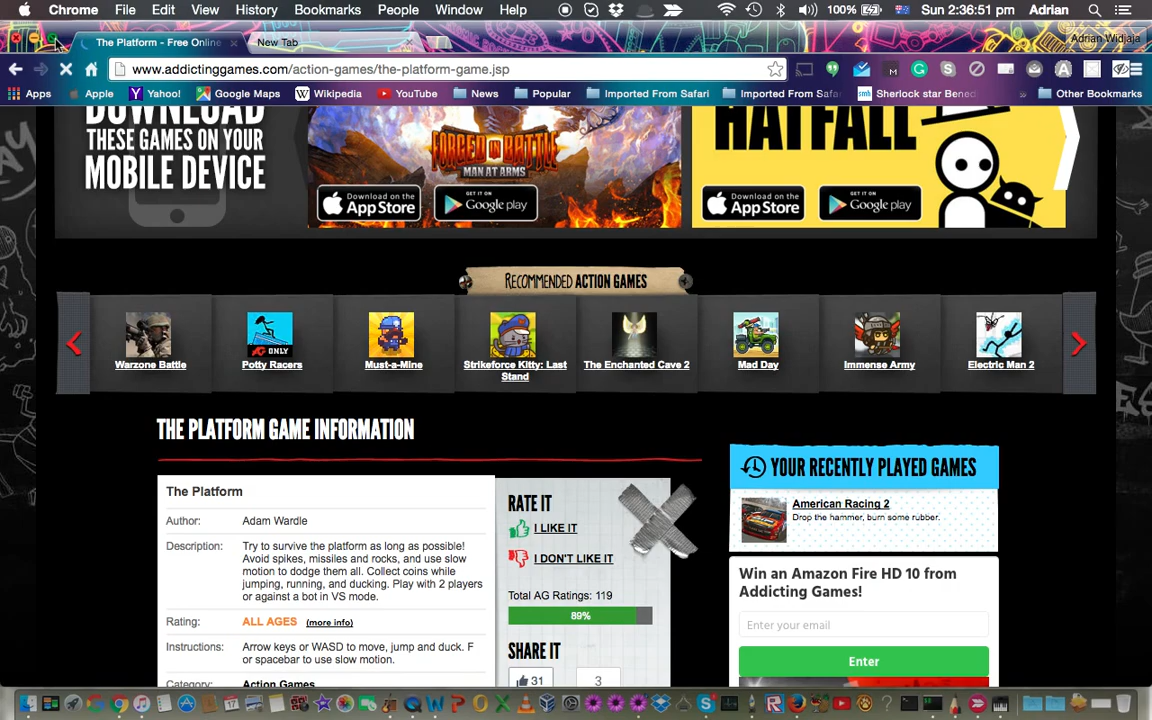 Chrome File Edit View History Bookmarks People Window Help 100% Sun 2:36:51 pm Adrian
The Platform - Free Online New Tab Adrian Widjaja
www.addictinggames.com/action-games/the-platform-game.jsp
Apps Apple Yahoo! Google Maps Wikipedia YouTube News Popular Imported From Safari Imported From Safa Sherlock star Bened Other Bookmarks
DOWNLOAD
THESE GAMES ON YOUR
MOBILE DEVICE
FORGED IN BATTLE
MAN AT ARMS
Download on the App Store
GET IT ON Google play
HATFALL
Download on the App Store
GET IT ON Google play
RECOMMENDED ACTION GAMES
AG ONLY
Warzone Battle Potty Racers Must-a-Mine Strikeforce Kitty: Last The Enchanted Cave 2 Mad Day Immense Army Electric Man 2
Stand
THE PLATFORM GAME INFORMATION
The Platform
Author: Adam Wardle
Description: Try to survive the platform as long as possible!
Avoid spikes, missiles and rocks, and use slow
motion to dodge them all. Collect coins while
jumping, running, and ducking. Play with 2 players
or against a bot in VS mode.
Rating: ALL AGES (more info)
Instructions: Arrow keys or WASD to move, jump and duck. F
or spacebar to use slow motion.
Category: Action Games
RATE IT
I LIKE IT
I DON'T LIKE IT
Total AG Ratings: 119
89%
SHARE IT
31 3
YOUR RECENTLY PLAYED GAMES
American Racing 2
Drop the hammer, burn some rubber.
Win an Amazon Fire HD 10 from
Addicting Games!
Enter your email
Enter